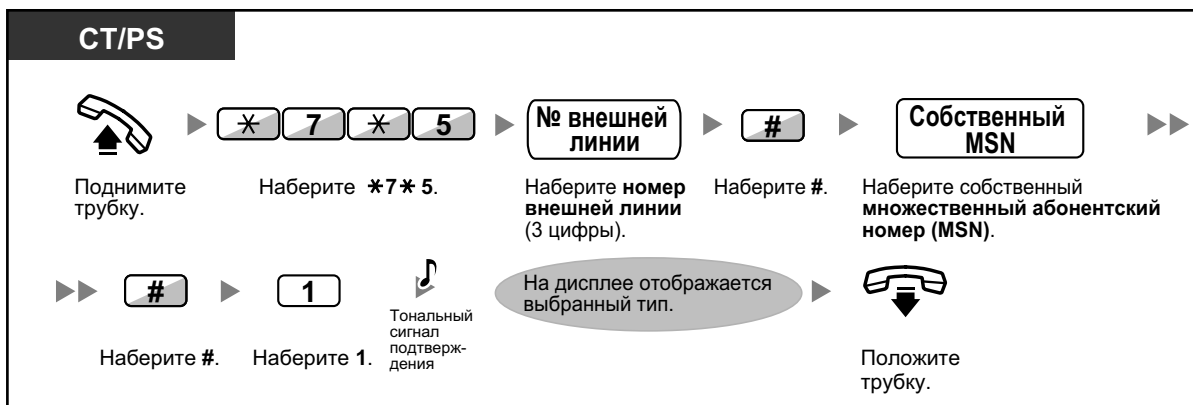 CT/PS
✳ 7 ✳ 5
№ внешней
линии
#
Собственный
MSN
Поднимите
трубку.
Наберите ✳7✳ 5.
Наберите номер
внешней линии
(3 цифры).
Наберите #.
Наберите собственный
множественный абонентский
номер (MSN).
#
1
Тональный
сигнал
подтверж-
дения
На дисплее отображается
выбранный тип.
Наберите #.
Наберите 1.
Положите
трубку.